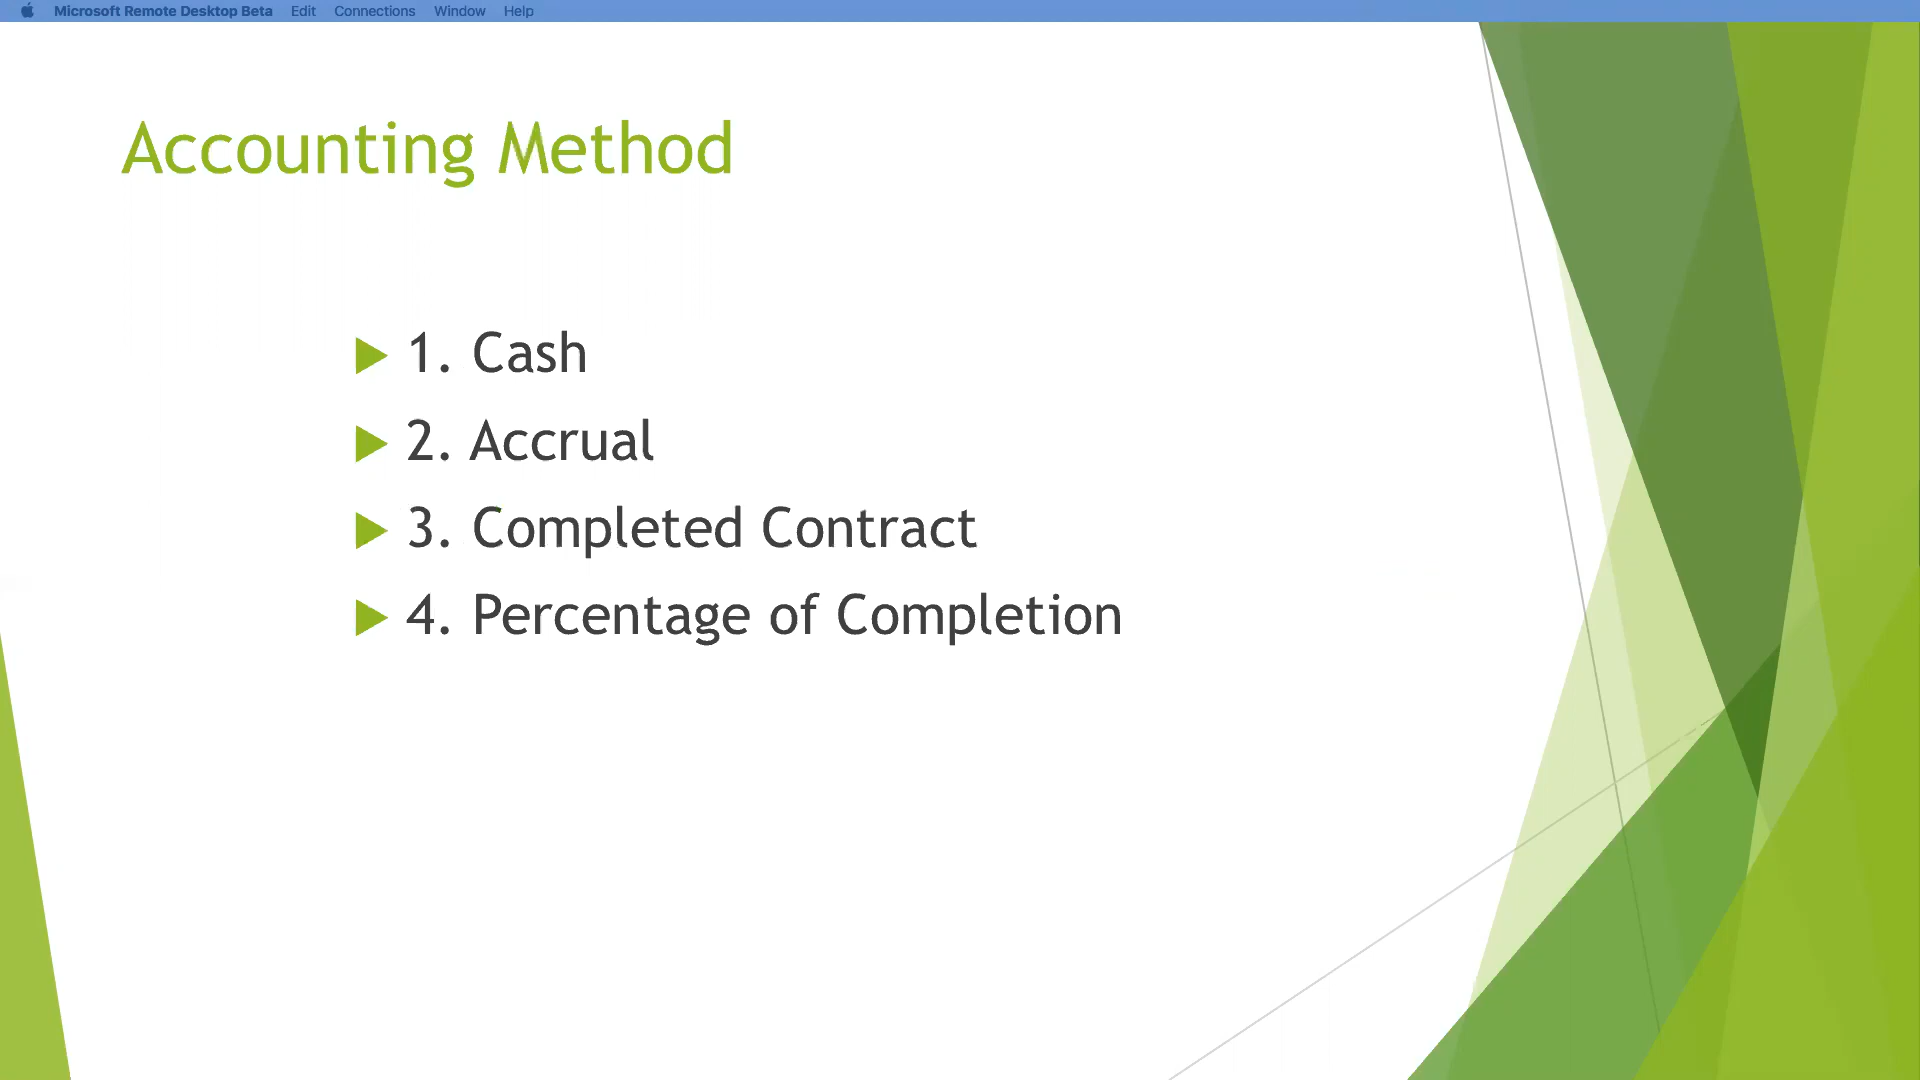 Microsoft Remote Desktop Beta Edit Connections Window Help
Accounting Method
1. Cash
2. Accrual
3. Completed Contract
4. Percentage of Completion